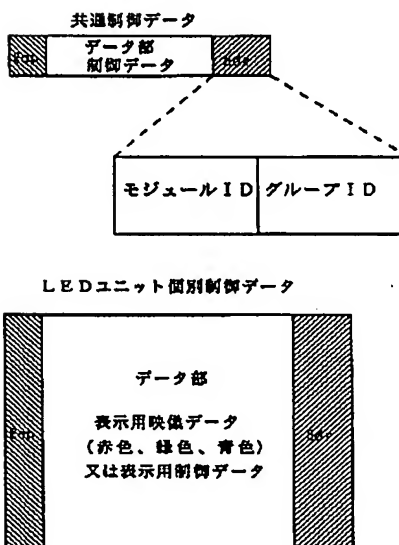 共通制御データ
データ部
制御データ
モジュールＩＤ
グループＩＤ
ＬＥＤユニット個別制御データ
データ部
表示用映像データ
（赤色、緑色、青色）
又は表示用制御データ